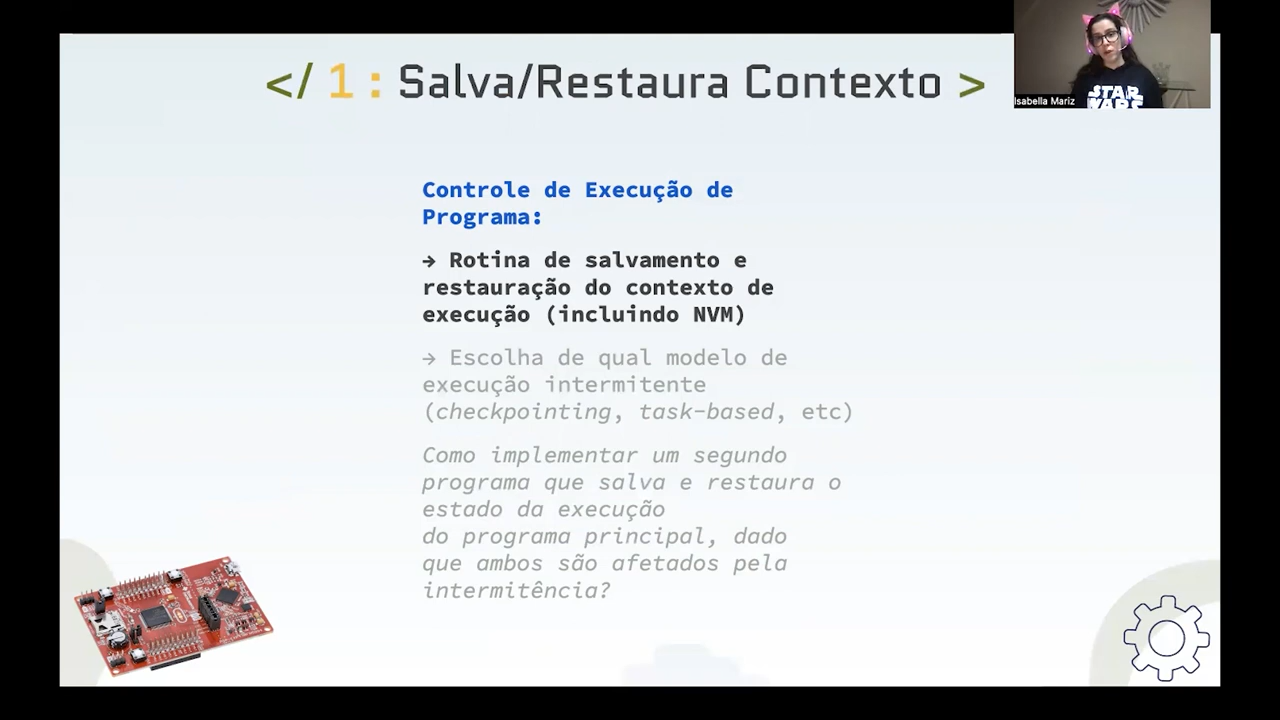 </ 1 : Salva/Restaura Contexto >
Isabella Mariz
STAR
WARS
Controle de Execução de
Programa:
→ Rotina de salvamento e
restauração do contexto de
execução (incluindo NVM)
→ Escolha de qual modelo de
execução intermitente
(checkpointing, task-based, etc)
Como implementar um segundo
programa que salva e restaura o
estado da execução
do programa principal, dado
que ambos são afetados pela
intermitência?